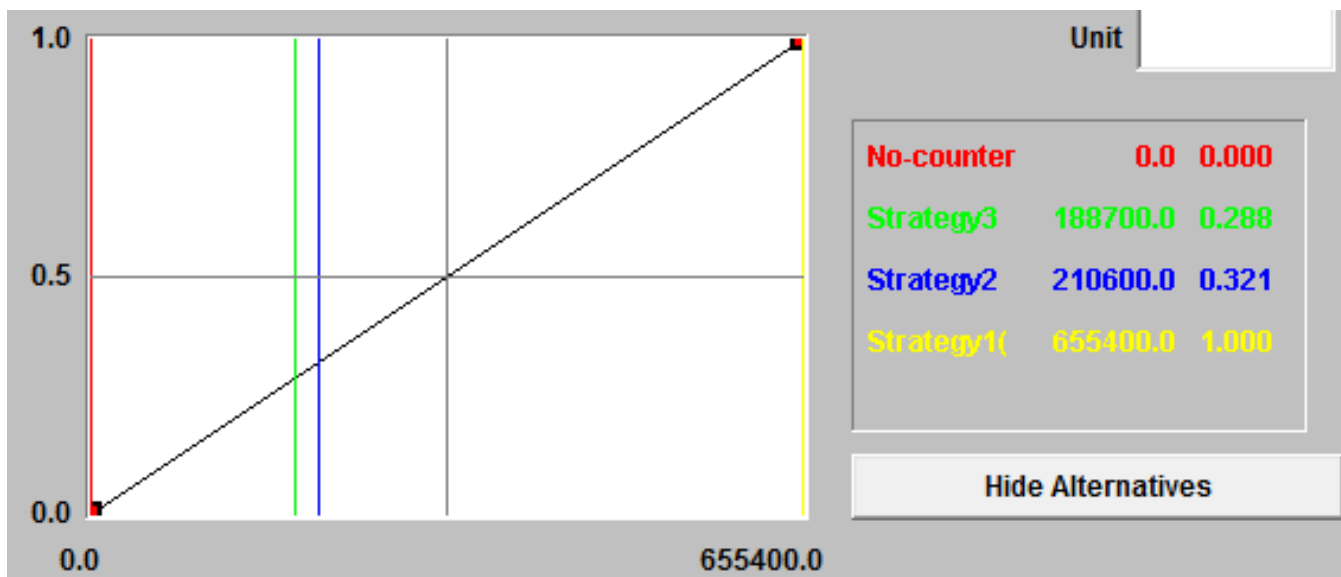 1.0
Unit
No-counter 0.0 0.000
Strategy3 188700.0 0.288
0.5
Strategy2 210600.0 0.321
Strategy1( 655400.0 1.000
Hide Alternatives
0.0
0.0 655400.0